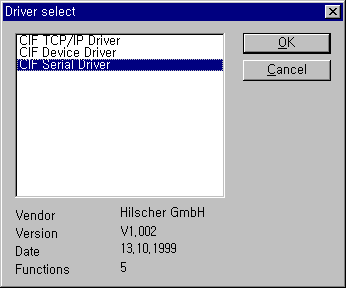 Driver select
CIF TCP/IP Driver
CIF Device Driver
CIF Serial Driver
OK
Cancel
Vendor Hilscher GmbH
Version V1.002
Date 13.10.1999
Functions 5